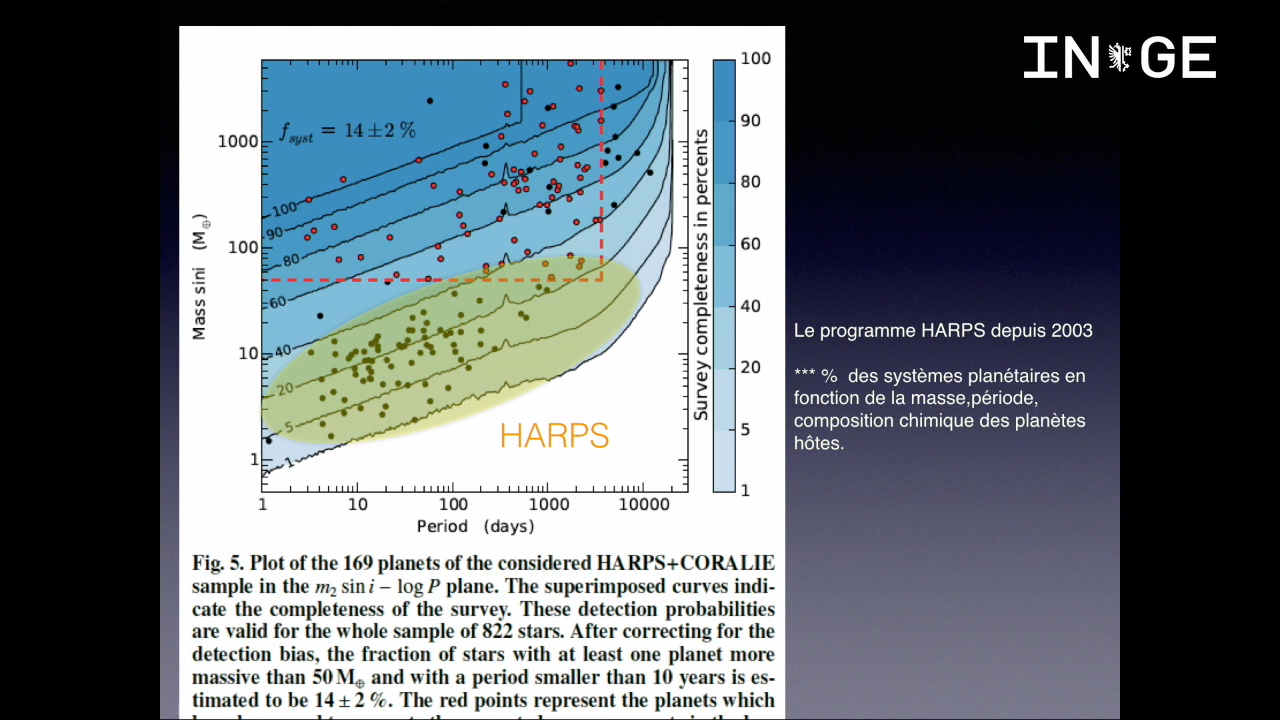 IN GE
100
1000
100
10
1
f_syst = 14 ± 2 %
100
90
80
60
40
20
5
1
HARPS
1 10 100 1000 10000
Period (days)
Mass sini (M⊕)
Survey completeness in percents
90
80
60
40
20
5
1
Le programme HARPS depuis 2003
*** % des systèmes planétaires en
fonction de la masse,période,
composition chimique des planètes
hôtes.
Fig. 5. Plot of the 169 planets of the considered HARPS+CORALIE
sample in the m₂ sin i − log P plane. The superimposed curves indi-
cate the completeness of the survey. These detection probabilities
are valid for the whole sample of 822 stars. After correcting for the
detection bias, the fraction of stars with at least one planet more
massive than 50 M⊕ and with a period smaller than 10 years is es-
timated to be 14 ± 2 %. The red points represent the planets which